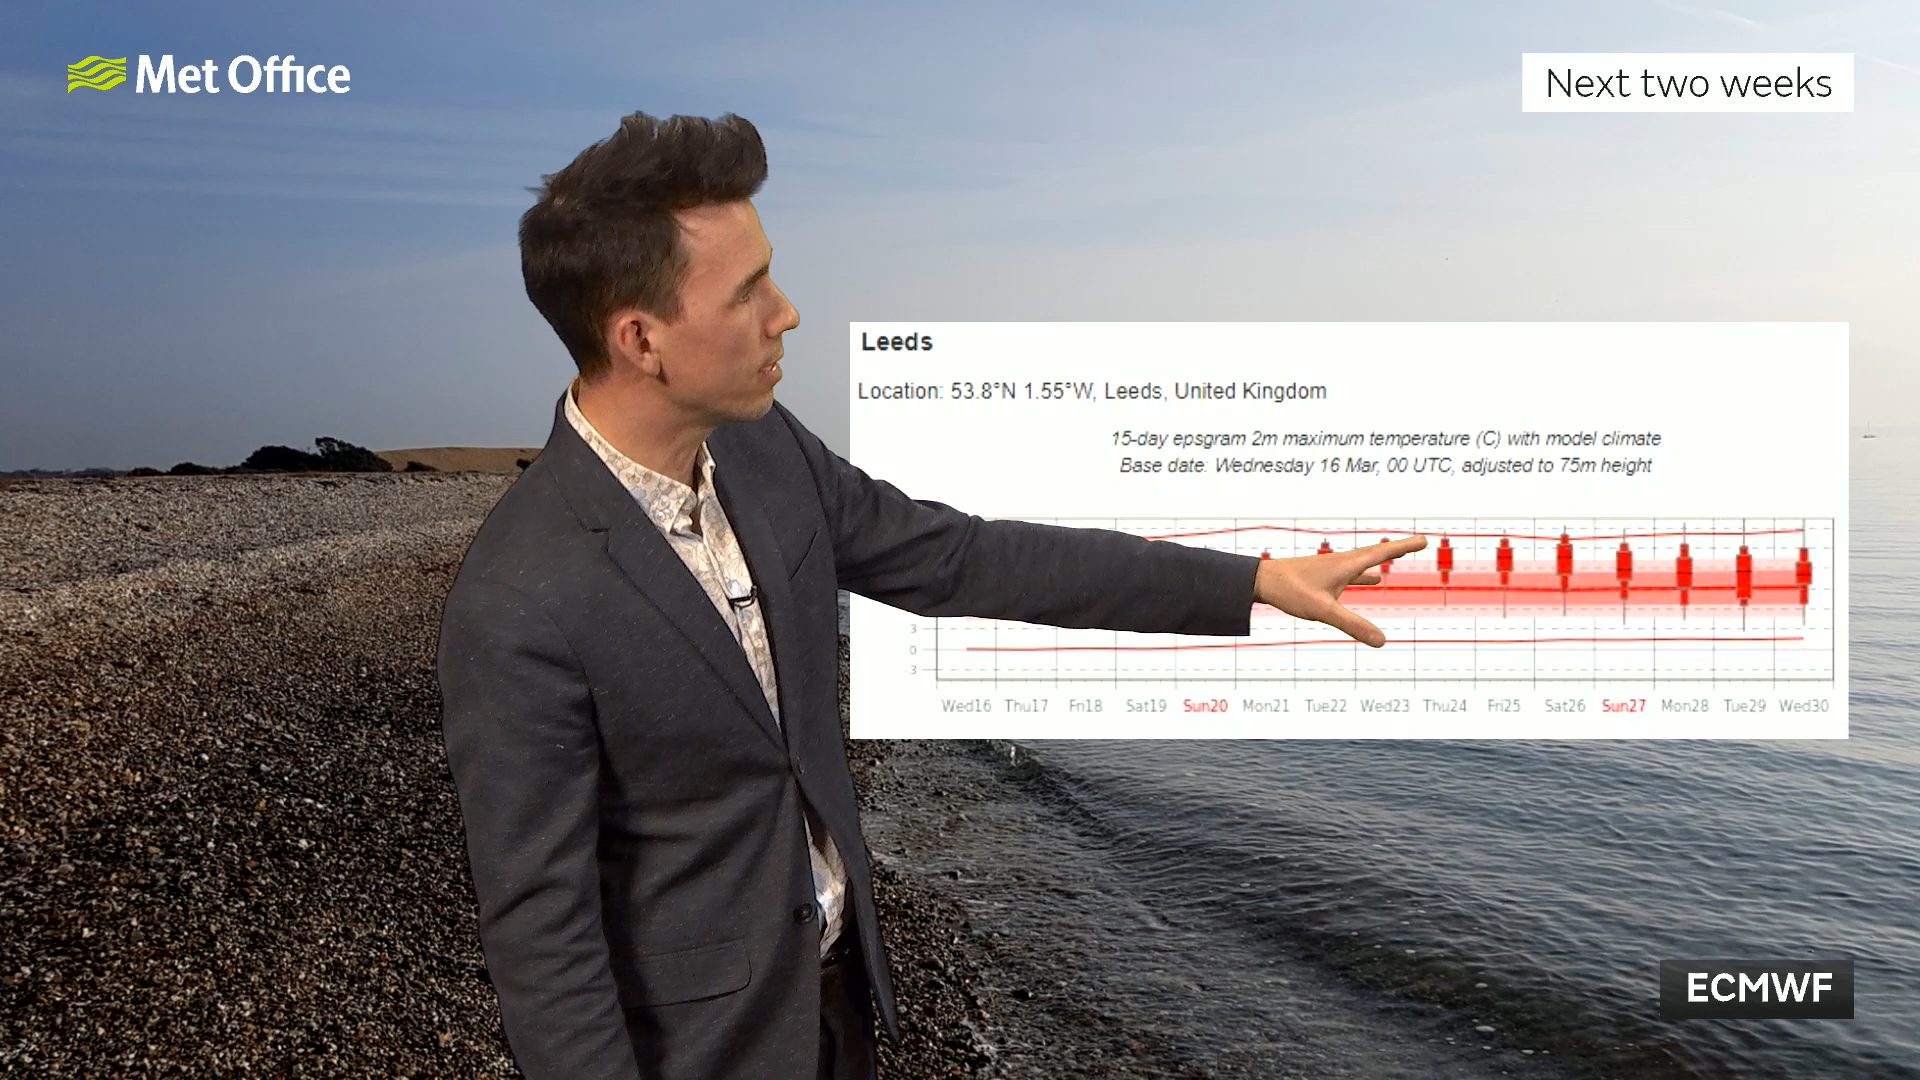 Met Office
Next two weeks
Leeds
Location: 53.8°N 1.55°W, Leeds, United Kingdom
15-day epsgram 2m maximum temperature (C) with model climate
Base date: Wednesday 16 Mar, 00 UTC, adjusted to 75m height
3
0
3
Wed16 Thu17 Fri18 Sat19 Sun20 Mon21 Tue22 Wed23 Thu24 Fri25 Sat26 Sun27 Mon28 Tue29 Wed30
ECMWF